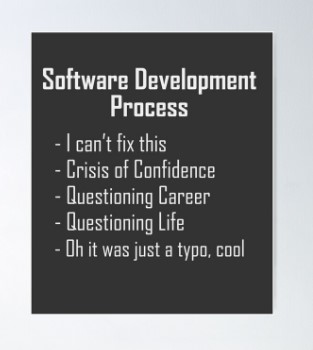 Software Development
Process
- I can't fix this
- Crisis of Confidence
- Questioning Career
- Questioning Life
- Oh it was just a typo, cool